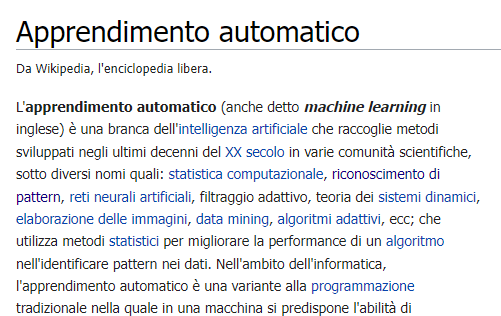 Apprendimento automatico
Da Wikipedia, l'enciclopedia libera.
L'apprendimento automatico (anche detto machine learning in
inglese) è una branca dell'intelligenza artificiale che raccoglie metodi
sviluppati negli ultimi decenni del XX secolo in varie comunità scientifiche,
sotto diversi nomi quali: statistica computazionale, riconoscimento di
pattern, reti neurali artificiali, filtraggio adattivo, teoria dei sistemi dinamici,
elaborazione delle immagini, data mining, algoritmi adattivi, ecc; che
utilizza metodi statistici per migliorare la performance di un algoritmo
nell'identificare pattern nei dati. Nell'ambito dell'informatica,
l'apprendimento automatico è una variante alla programmazione
tradizionale nella quale in una macchina si predispone l'abilità di